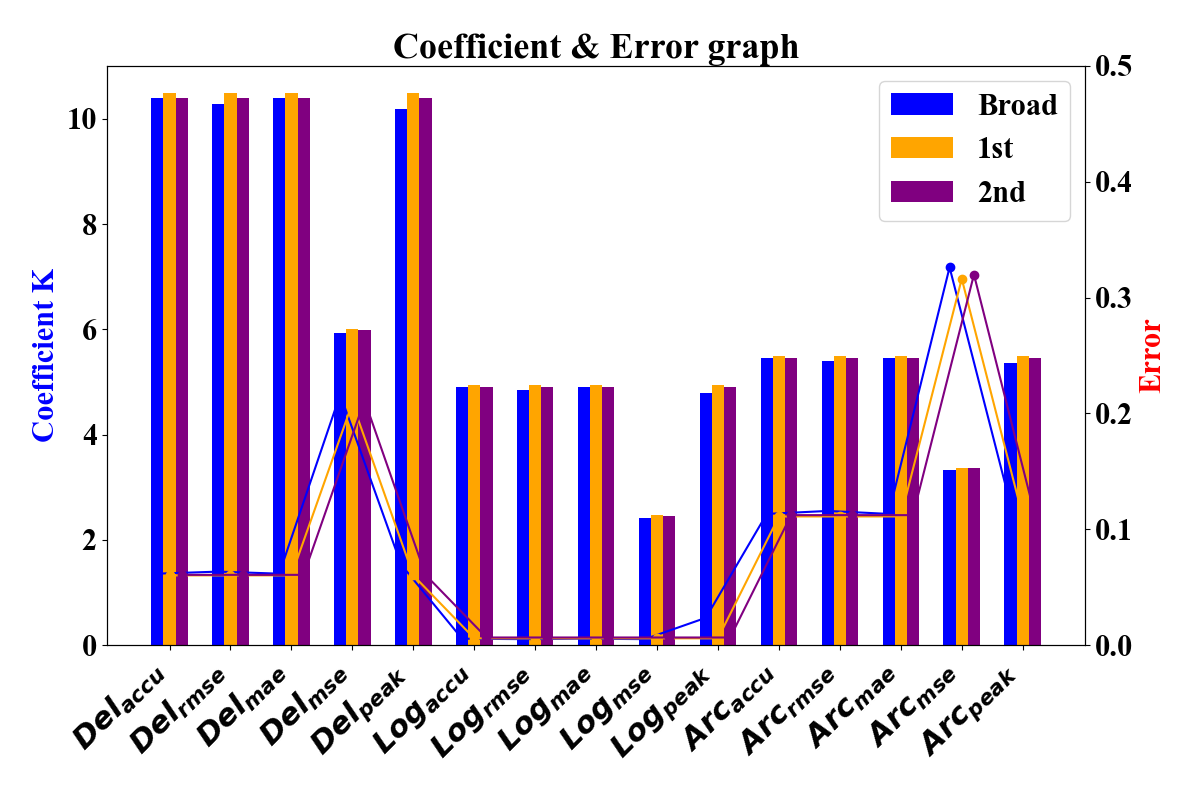 Coefficient & Error graph
Coefficient K
10
8
6
4
2
0
0.5
0.4
0.3
0.2
0.1
0.0
Error
Broad
1st
2nd
Del_accu
Del_rmse
Del_mae
Del_mse
Del_peak
Log_accu
Log_rmse
Log_mae
Log_mse
Log_peak
Arc_accu
Arc_rmse
Arc_mae
Arc_mse
Arc_peak